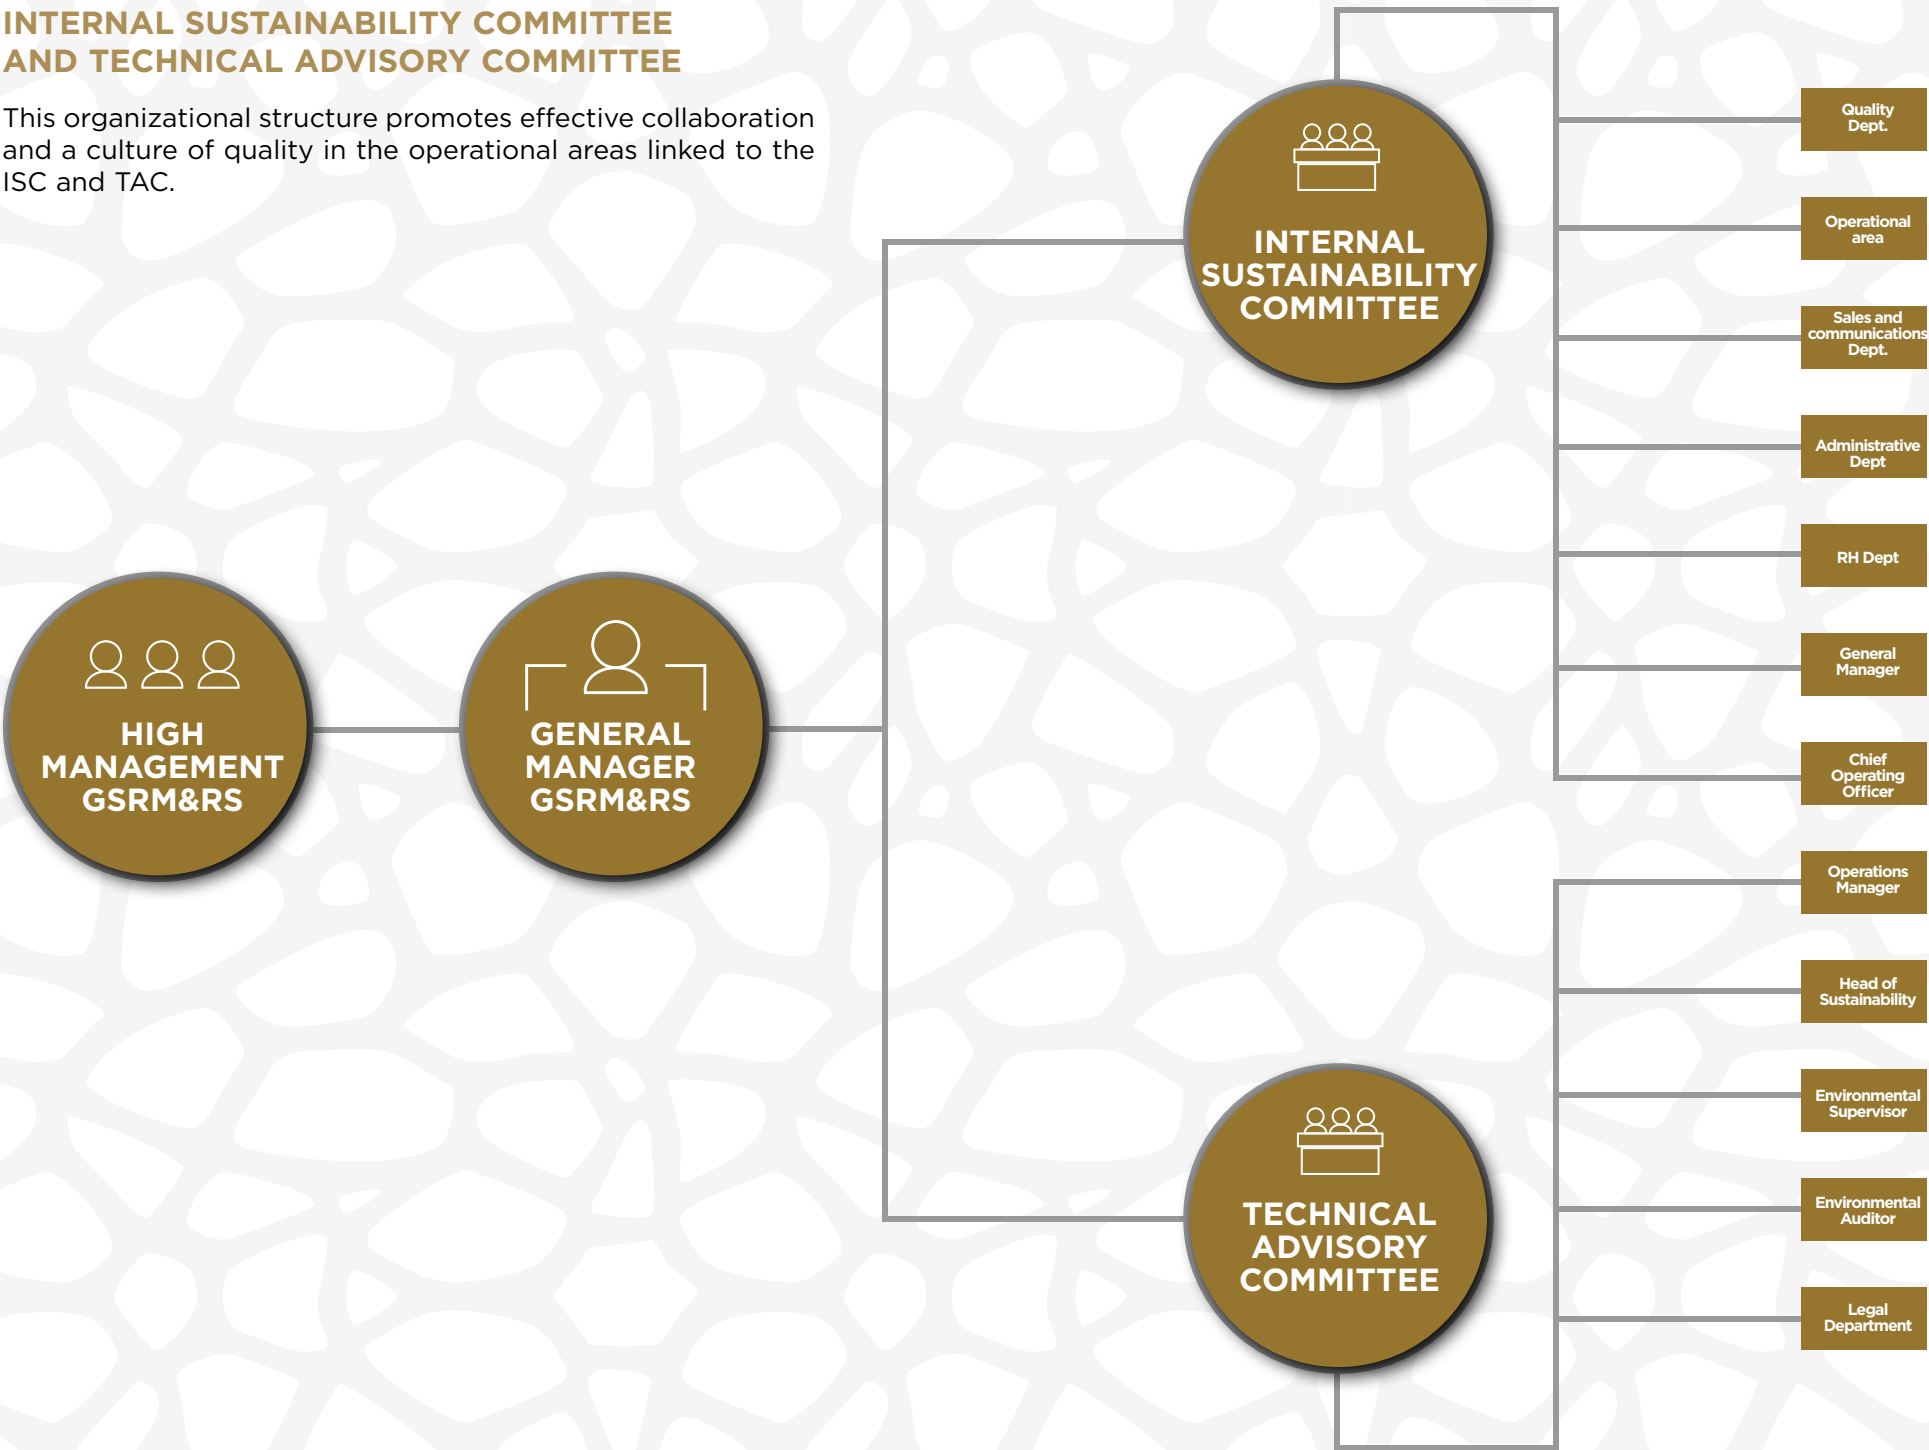 INTERNAL SUSTAINABILITY COMMITTEE
AND TECHNICAL ADVISORY COMMITTEE
This organizational structure promotes effective collaboration
and a culture of quality in the operational areas linked to the
ISC and TAC.
HIGH
MANAGEMENT
GSRM&RS
GENERAL
MANAGER
GSRM&RS
INTERNAL
SUSTAINABILITY
COMMITTEE
Quality
Dept.
Operational
area
Sales and
communications
Dept.
Administrative
Dept
RH Dept
General
Manager
Chief
Operating
Officer
TECHNICAL
ADVISORY
COMMITTEE
Operations
Manager
Head of
Sustainability
Environmental
Supervisor
Environmental
Auditor
Legal
Department